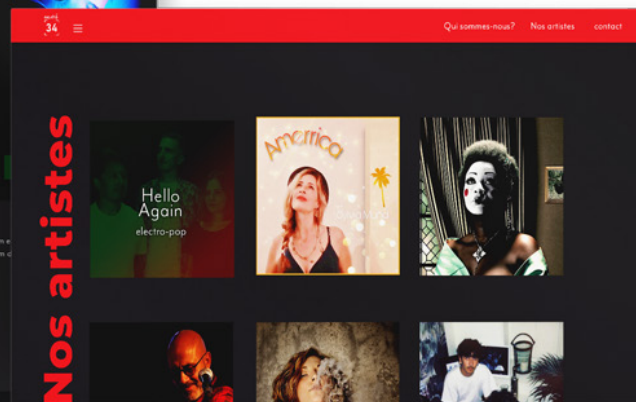 34
Qui sommes-nous?
Nos artistes
contact
Nos artistes
Hello
Again
electro-pop
Amerrica